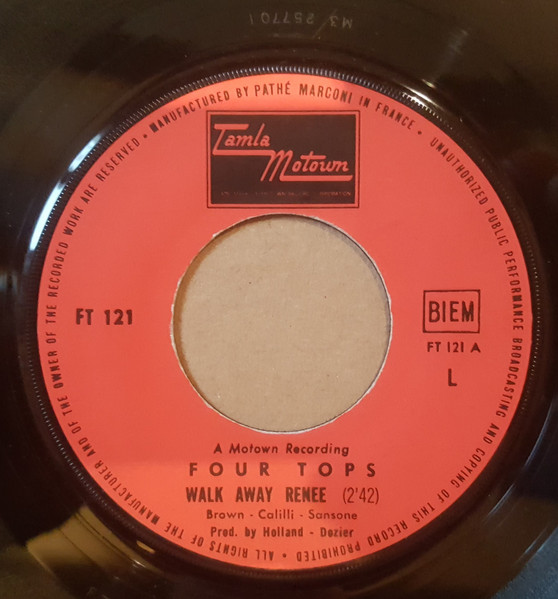 M3 257701
ALL RIGHTS OF THE MANUFACTURER AND OF THE OWNER OF THE RECORDED WORK ARE RESERVED • MANUFACTURED BY PATHÉ MARCONI IN FRANCE • UNAUTHORIZED PUBLIC PERFORMANCE BROADCASTING AND COPYING OF THIS RECORD PROHIBITED •
Tamla
Motown
FT 121
BIEM
FT 121 A
L
A Motown Recording
FOUR TOPS
WALK AWAY RENEE (2'42)
Brown - Calilli - Sansone
Prod. by Holland - Dozier